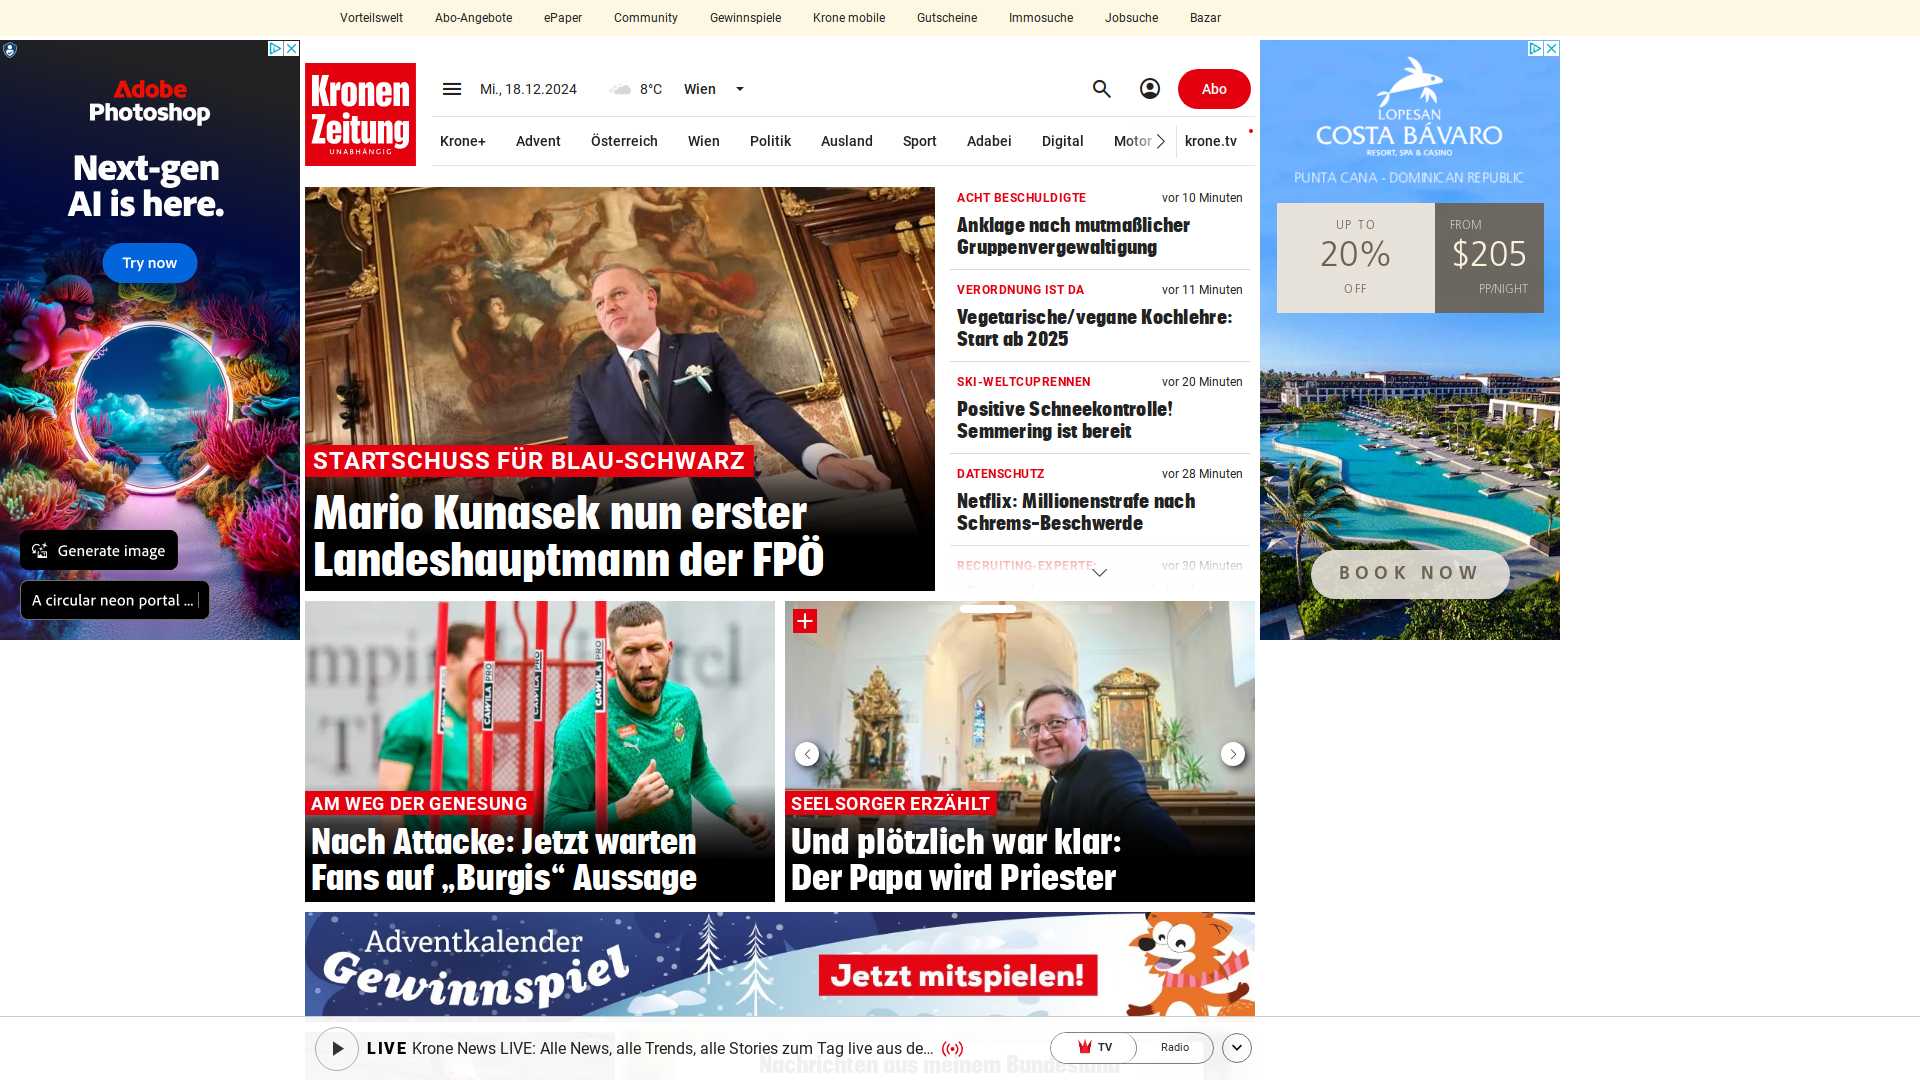 Vorteilswelt
Abo-Angebote
ePaper
Community
Gewinnspiele
Krone mobile
Gutscheine
Immosuche
Jobsuche
Bazar
Kronen
Zeitung
UNABHÄNGIG
Mi., 18.12.2024
8°C
Wien
Abo
Krone+
Advent
Österreich
Wien
Politik
Ausland
Sport
Adabei
Digital
Motor
krone.tv
Adobe
Photoshop
Next-gen
AI is here.
Try now
Generate image
A circular neon portal ...
STARTSCHUSS FÜR BLAU-SCHWARZ
Mario Kunasek nun erster
Landeshauptmann der FPÖ
ACHT BESCHULDIGTE
vor 10 Minuten
Anklage nach mutmaßlicher
Gruppenvergewaltigung
VERORDNUNG IST DA
vor 11 Minuten
Vegetarische/vegane Kochlehre:
Start ab 2025
SKI-WELTCUPRENNEN
vor 20 Minuten
Positive Schneekontrolle!
Semmering ist bereit
DATENSCHUTZ
vor 28 Minuten
Netflix: Millionenstrafe nach
Schrems-Beschwerde
RECRUITING-EXPERTE:
vor 30 Minuten
LOPESAN
COSTA BÁVARO
RESORT, SPA & CASINO
PUNTA CANA - DOMINICAN REPUBLIC
UP TO
20%
OFF
FROM
$205
PP/NIGHT
BOOK NOW
CAWILA PRO
CAWILA PRO
CAWILA PRO
CAWILA PRO
AM WEG DER GENESUNG
Nach Attacke: Jetzt warten
Fans auf „Burgis“ Aussage
SEELSORGER ERZÄHLT
Und plötzlich war klar:
Der Papa wird Priester
Adventkalender
Gewinnspiel
Jetzt mitspielen!
LIVE Krone News LIVE: Alle News, alle Trends, alle Stories zum Tag live aus de...
TV
Radio
Nachrichten aus meinem Bundesland